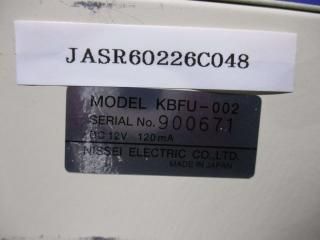 JASR60226C048
MODEL KBFU-002
SERIAL No. 900671
DC 12V - 120mA
NISSEI ELECTRIC CO.,LTD.
MADE IN JAPAN